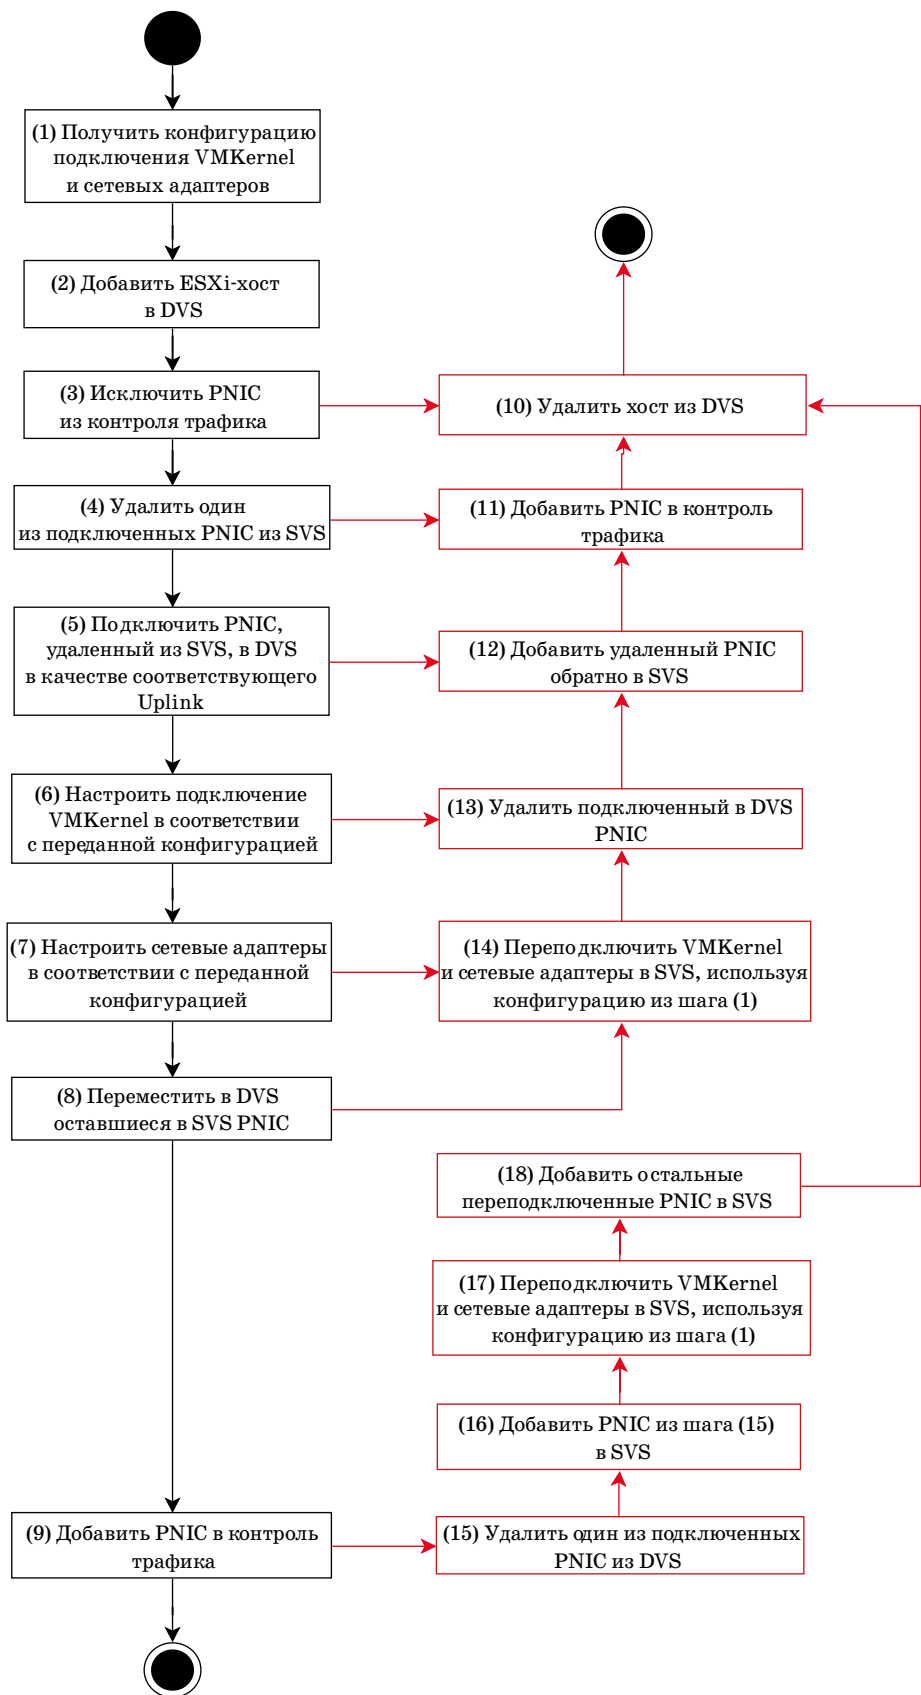 (1) Получить конфигурацию
подключения VMKernel
и сетевых адаптеров
(2) Добавить ESXi-хост
в DVS
(3) Исключить PNIC
из контроля трафика
(10) Удалить хост из DVS
(4) Удалить один
из подключенных PNIC из SVS
(11) Добавить PNIC в контроль
трафика
(5) Подключить PNIC,
удаленный из SVS, в DVS
в качестве соответствующего
Uplink
(12) Добавить удаленный PNIC
обратно в SVS
(6) Настроить подключение
VMKernel в соответствии
с переданной конфигурацией
(13) Удалить подключенный в DVS
PNIC
(7) Настроить сетевые адаптеры
в соответствии с переданной
конфигурацией
(14) Переподключить VMKernel
и сетевые адаптеры в SVS, используя
конфигурацию из шага (1)
(8) Переместить в DVS
оставшиеся в SVS PNIC
(18) Добавить остальные
переподключенные PNIC в SVS
(17) Переподключить VMKernel
и сетевые адаптеры в SVS, используя
конфигурацию из шага (1)
(16) Добавить PNIC из шага (15)
в SVS
(9) Добавить PNIC в контроль
трафика
(15) Удалить один из подключенных
PNIC из DVS